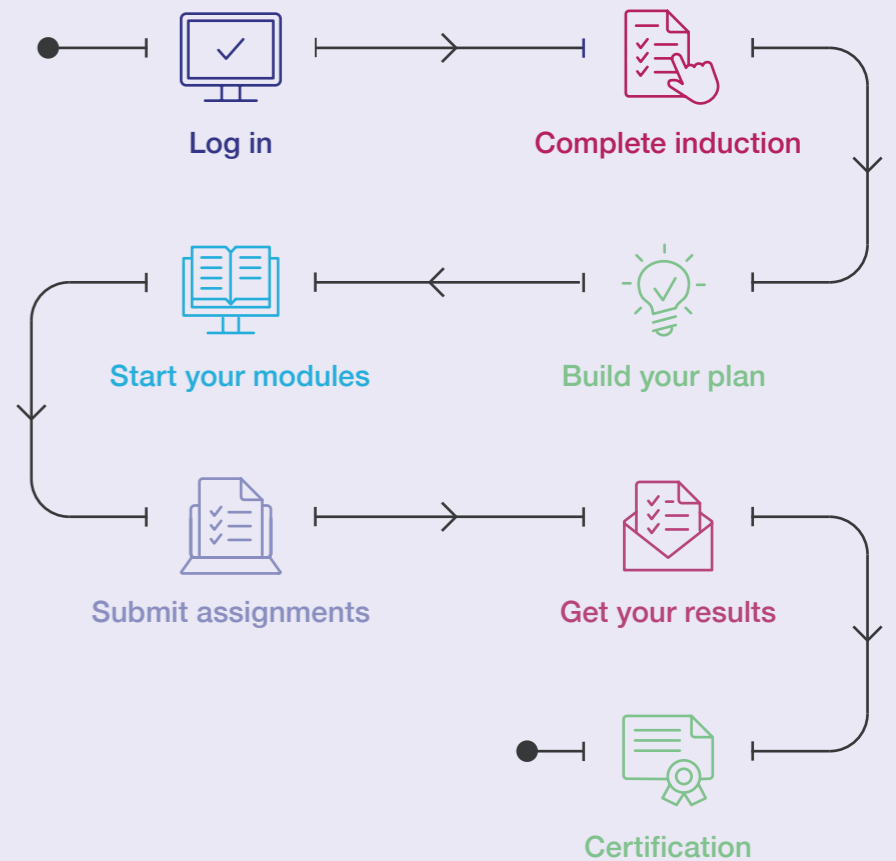 Log in
Complete induction
Build your plan
Start your modules
Submit assignments
Get your results
Certification